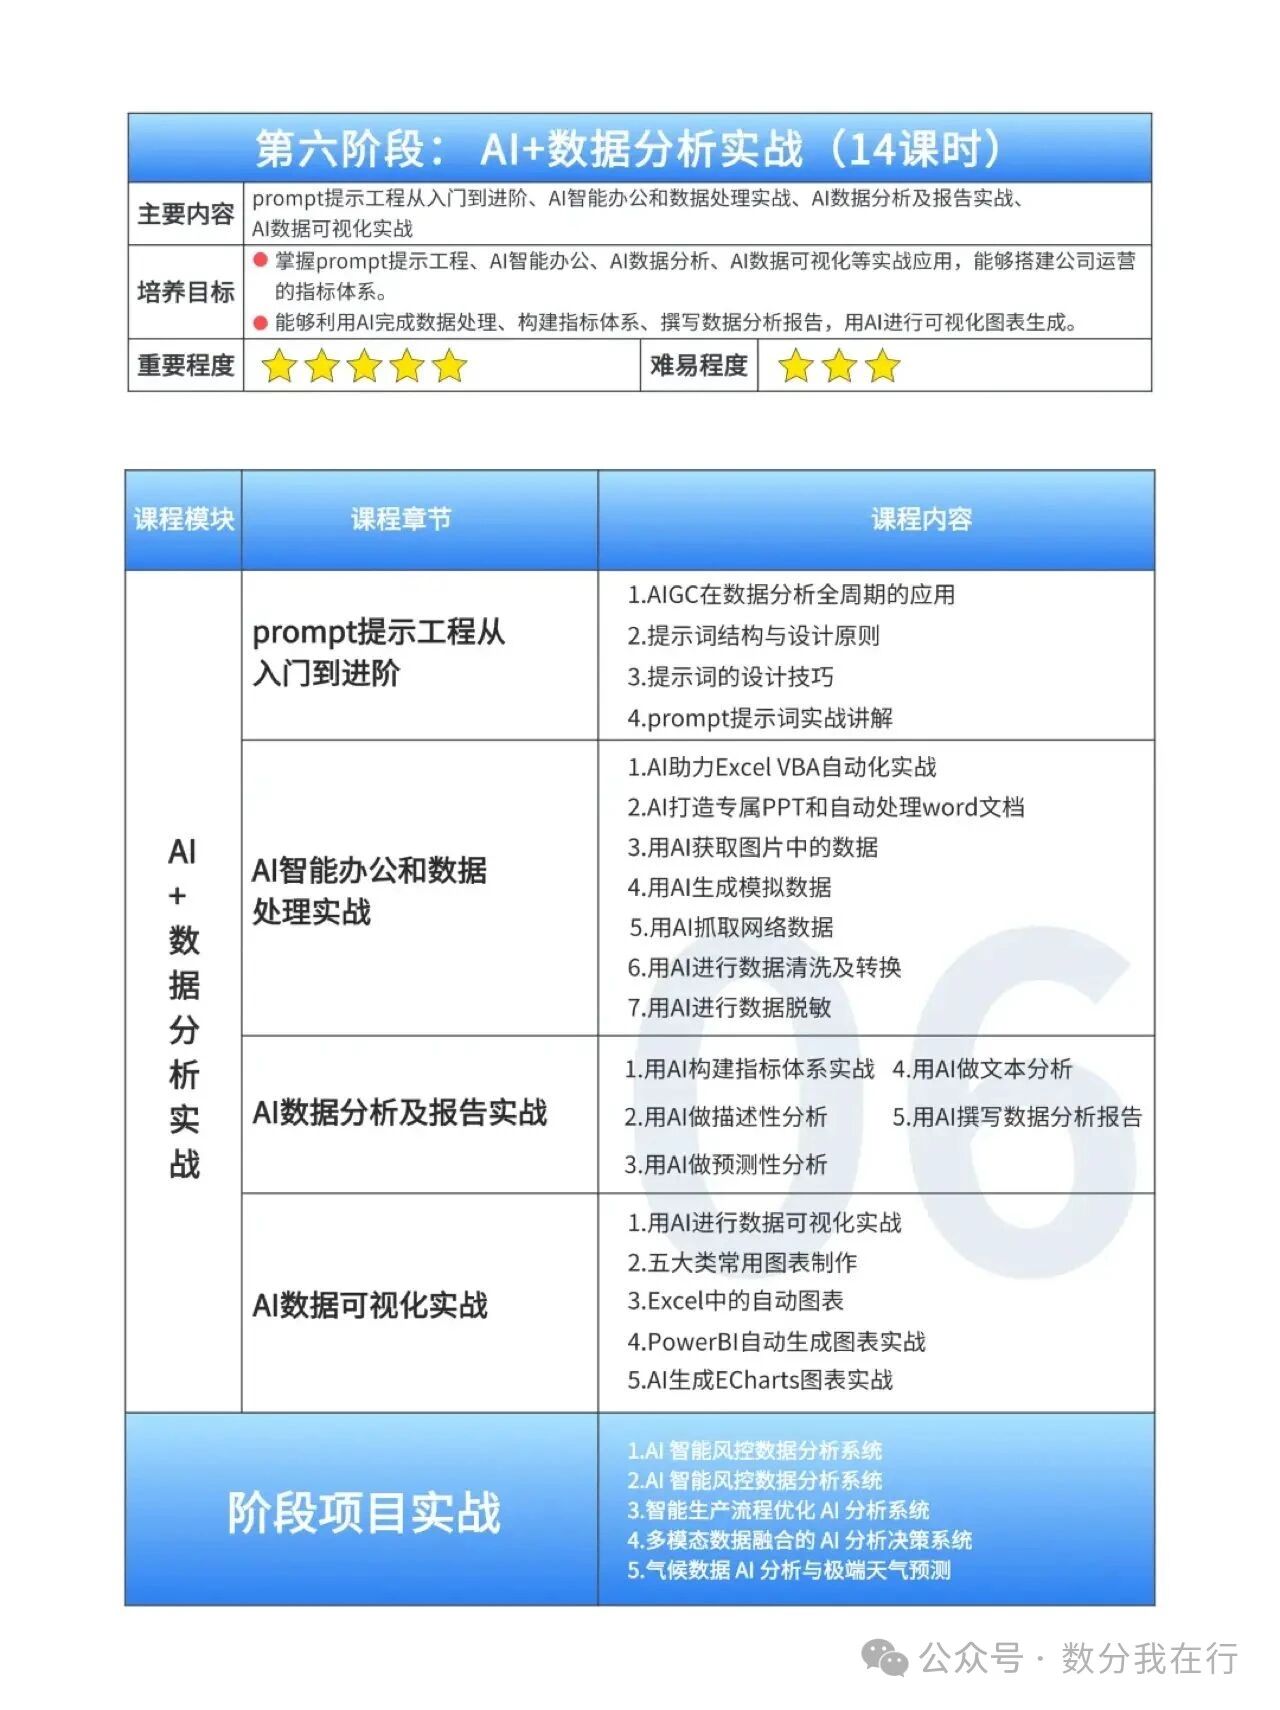 第六阶段： AI+数据分析实战（14课时）
主要内容
prompt提示工程从入门到进阶、AI智能办公和数据处理实战、AI数据分析及报告实战、
AI数据可视化实战
培养目标
掌握prompt提示工程、AI智能办公、AI数据分析、AI数据可视化等实战应用，能够搭建公司运营
的指标体系。
能够利用AI完成数据处理、构建指标体系、撰写数据分析报告，用AI进行可视化图表生成。
重要程度
难易程度
课程模块 课程章节 课程内容
AI+数据分析实战
prompt提示工程从
入门到进阶
1.AIGC在数据分析全周期的应用
2.提示词结构与设计原则
3.提示词的设计技巧
4.prompt提示词实战讲解
AI智能办公和数据
处理实战
1.AI助力Excel VBA自动化实战
2.AI打造专属PPT和自动处理word文档
3.用AI获取图片中的数据
4.用AI生成模拟数据
5.用AI抓取网络数据
6.用AI进行数据清洗及转换
7.用AI进行数据脱敏
AI数据分析及报告实战
1.用AI构建指标体系实战 4.用AI做文本分析
2.用AI做描述性分析 5.用AI撰写数据分析报告
3.用AI做预测性分析
AI数据可视化实战
1.用AI进行数据可视化实战
2.五大类常用图表制作
3.Excel中的自动图表
4.PowerBI自动生成图表实战
5.AI生成ECharts图表实战
06
阶段项目实战
1.AI 智能风控数据分析系统
2.AI 智能风控数据分析系统
3.智能生产流程优化 AI 分析系统
4.多模态数据融合的 AI 分析决策系统
5.气候数据 AI 分析与极端天气预测
公众号 · 数分我在行